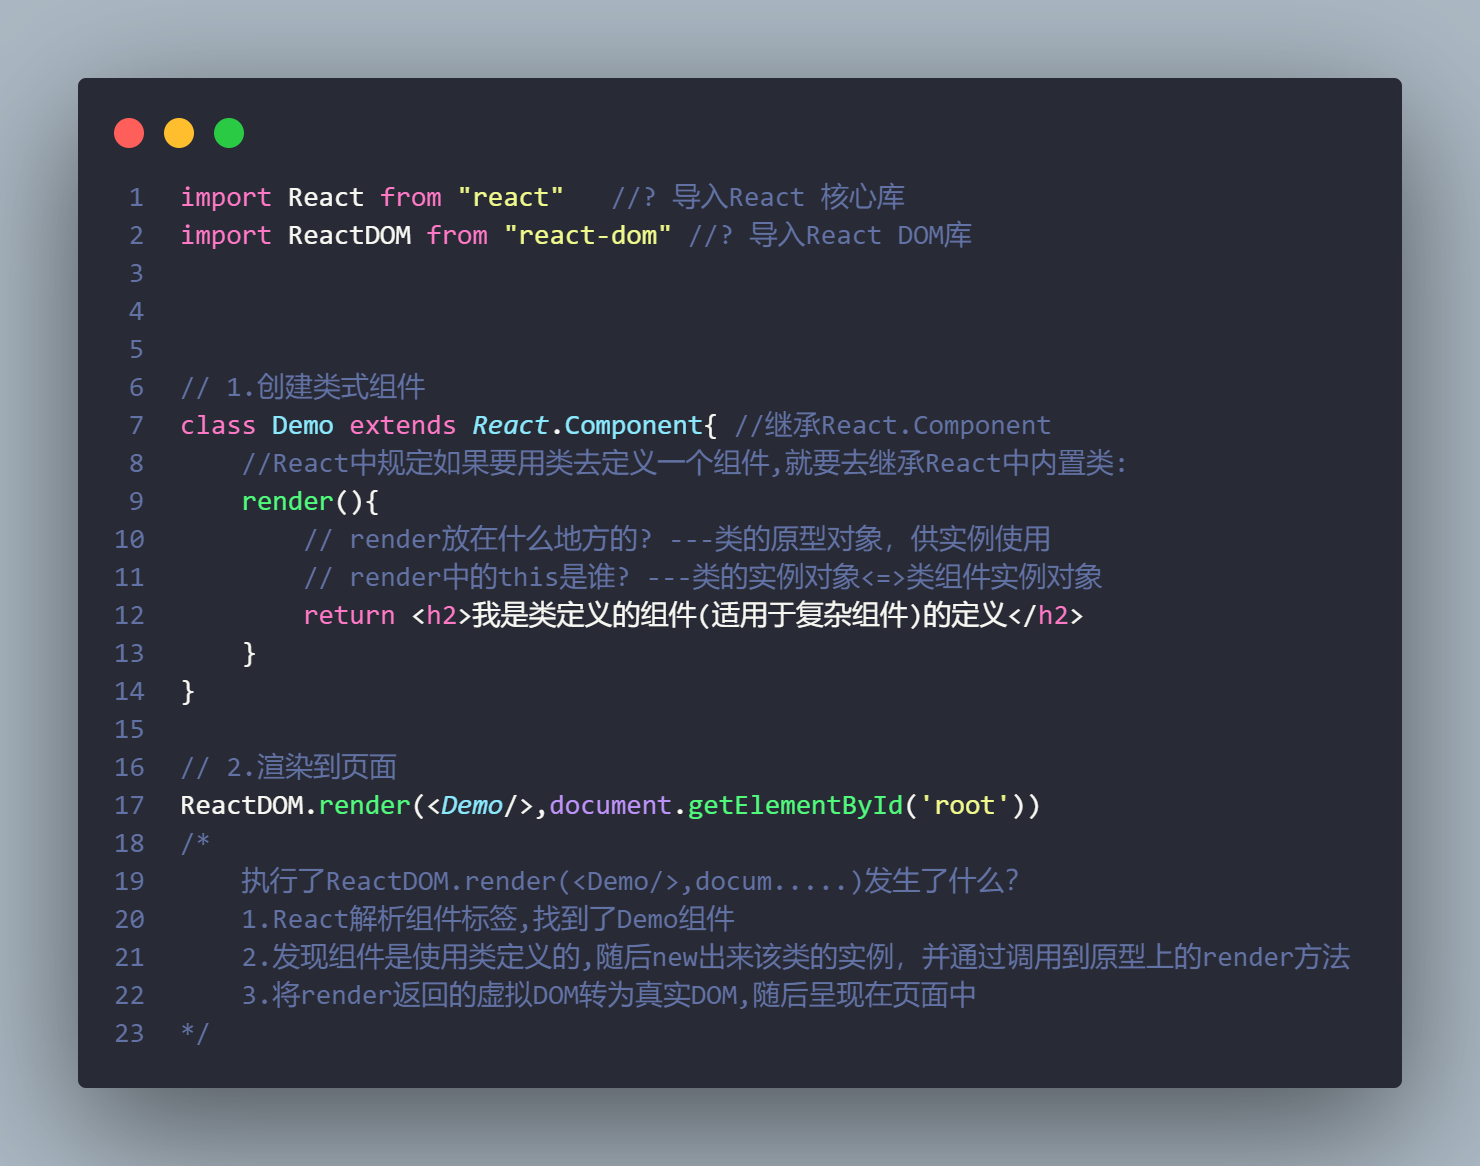 1 import React from "react"   //? 导入React 核心库
2 import ReactDOM from "react-dom" //? 导入React DOM库
3
4
5
6 // 1.创建类式组件
7 class Demo extends React.Component{ //继承React.Component
8     //React中规定如果要用类去定义一个组件,就要去继承React中内置类:
9     render(){
10         // render放在什么地方的? ---类的原型对象，供实例使用
11         // render中的this是谁? ---类的实例对象<=>类组件实例对象
12         return <h2>我是类定义的组件(适用于复杂组件)的定义</h2>
13     }
14 }
15
16 // 2.渲染到页面
17 ReactDOM.render(<Demo/>,document.getElementById('root'))
18 /*
19     执行了ReactDOM.render(<Demo/>,docum.....)发生了什么?
20     1.React解析组件标签,找到了Demo组件
21     2.发现组件是使用类定义的,随后new出来该类的实例，并通过调用到原型上的render方法
22     3.将render返回的虚拟DOM转为真实DOM,随后呈现在页面中
23 */